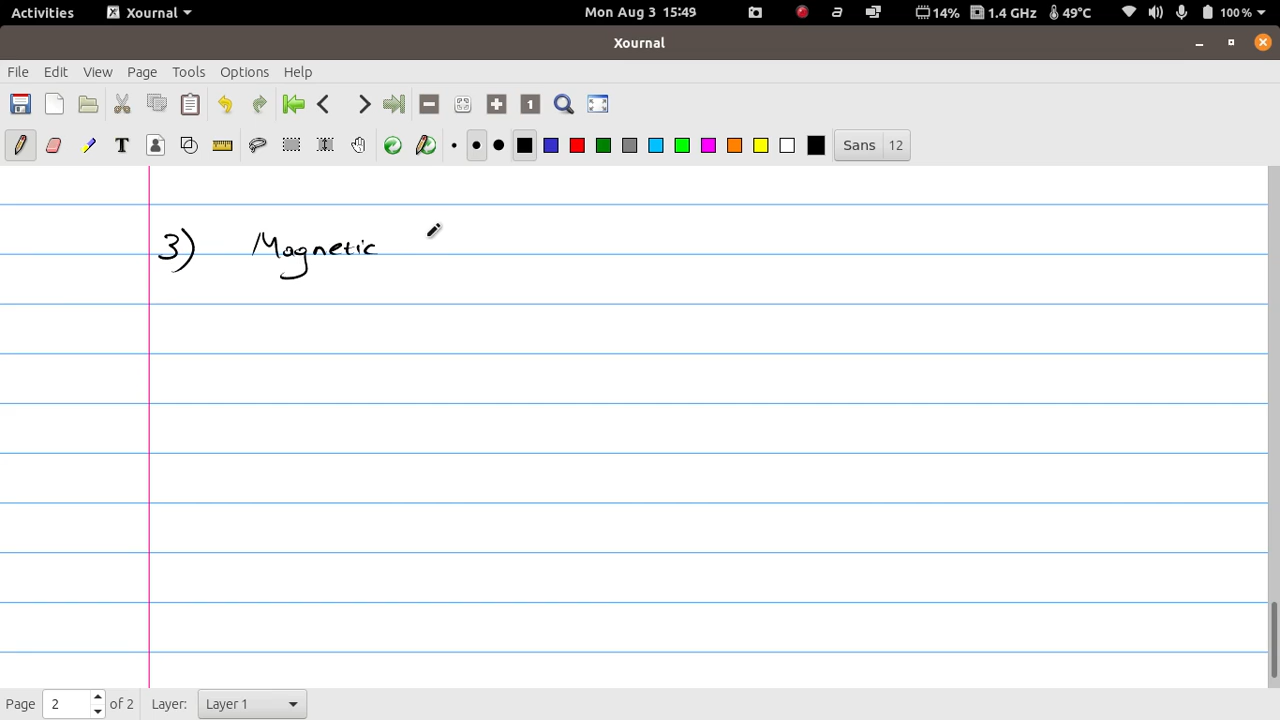 Activities Xournal Mon Aug 3 15:49 a 14% 1.4 GHz 49°C 100 %
Xournal
File Edit View Page Tools Options Help
1
T Sans 12
3) Magnetic
Page 2 of 2 Layer: Layer 1